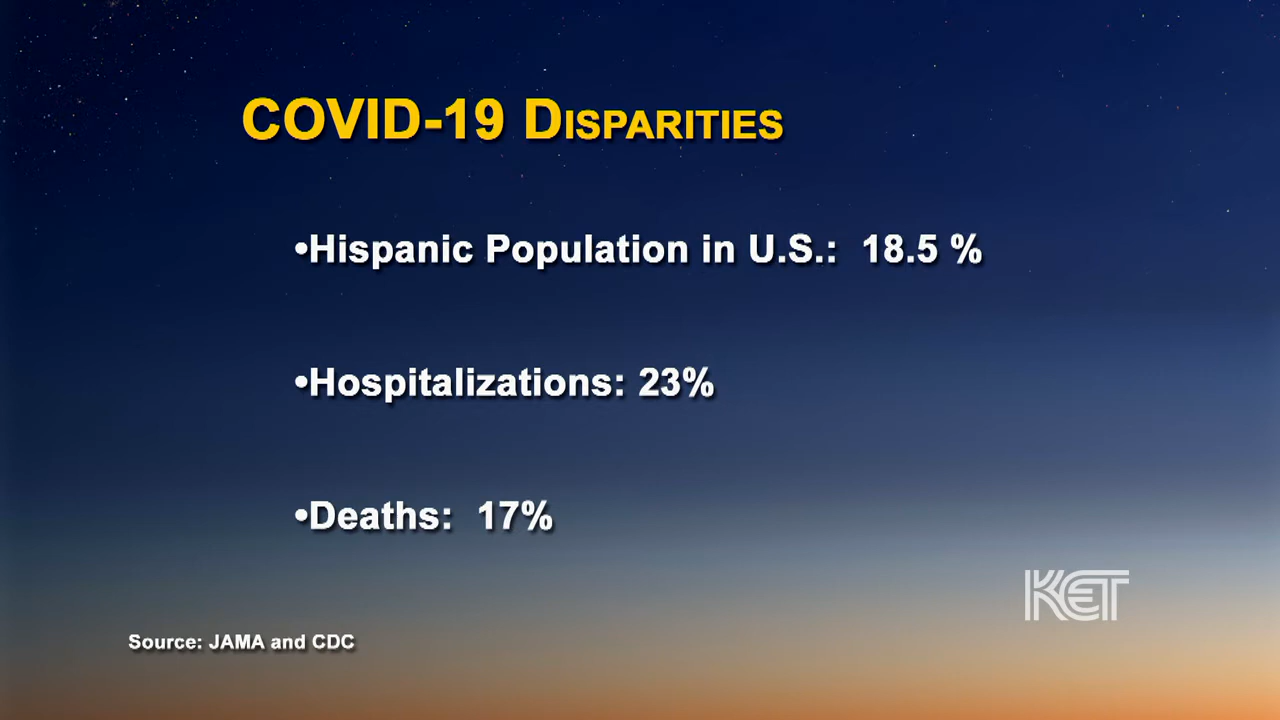 COVID-19 DISPARITIES
•Hispanic Population in U.S.: 18.5 %
•Hospitalizations: 23%
•Deaths: 17%
KET
Source: JAMA and CDC